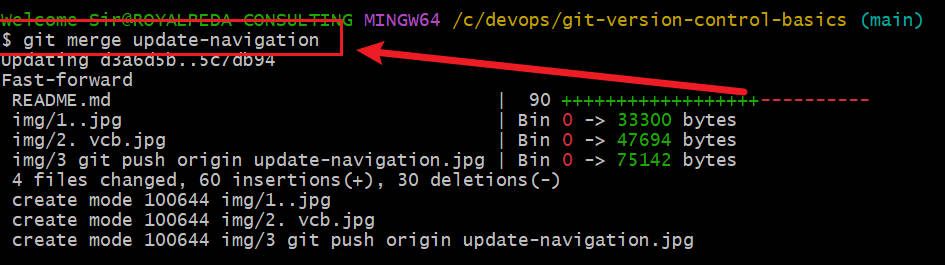 Welcome Sir@ROYALPEDA CONSULTING MINGW64 /c/devops/git-version-control-basics (main)
$ git merge update-navigation
Updating d3a6d5b..5c7db94
Fast-forward
 README.md                                      |  90 +++++++++++++++++++-----------
 img/1..jpg                                     | Bin 0 -> 33300 bytes
 img/2. vcb.jpg                                 | Bin 0 -> 47694 bytes
 img/3 git push origin update-navigation.jpg | Bin 0 -> 75142 bytes
 4 files changed, 60 insertions(+), 30 deletions(-)
 create mode 100644 img/1..jpg
 create mode 100644 img/2. vcb.jpg
 create mode 100644 img/3 git push origin update-navigation.jpg